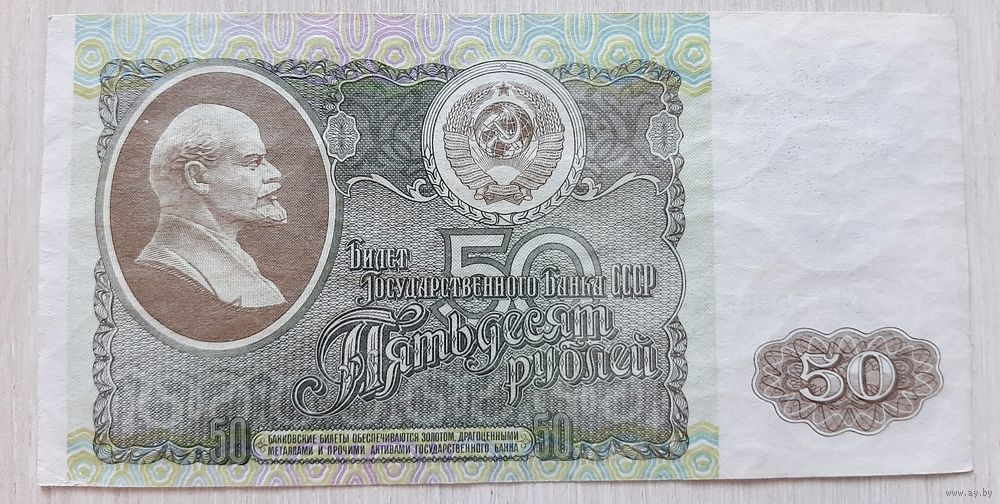 50
Билет
Государственного Банка СССР
Пятьдесят
рублей
50
50
БАНКОВСКИЕ БИЛЕТЫ ОБЕСПЕЧИВАЮТСЯ ЗОЛОТОМ, ДРАГОЦЕННЫМИ
МЕТАЛЛАМИ И ПРОЧИМИ АКТИВАМИ ГОСУДАРСТВЕННОГО БАНКА
50
www.ay.by